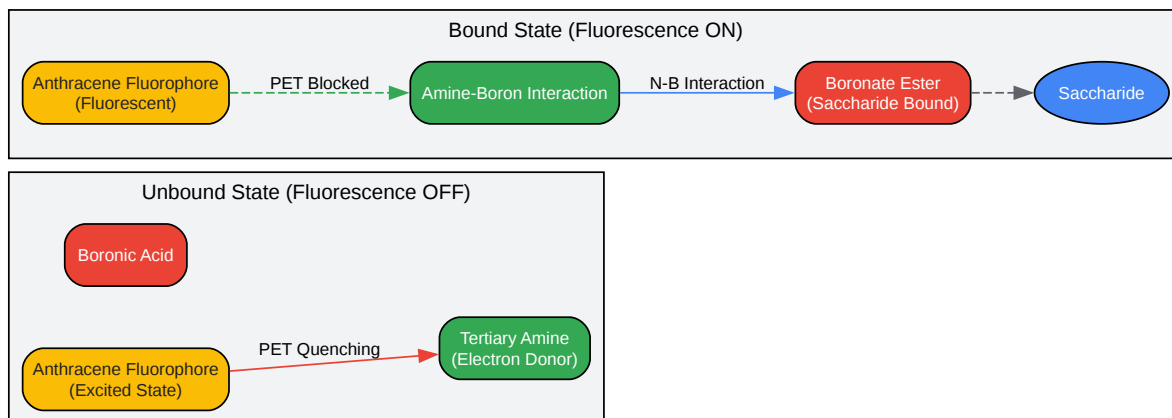 Bound State (Fluorescence ON)
Anthracene Fluorophore
(Fluorescent)
PET Blocked
Amine-Boron Interaction
N-B Interaction
Boronate Ester
(Saccharide Bound)
Saccharide
Unbound State (Fluorescence OFF)
Boronic Acid
Anthracene Fluorophore
(Excited State)
PET Quenching
Tertiary Amine
(Electron Donor)